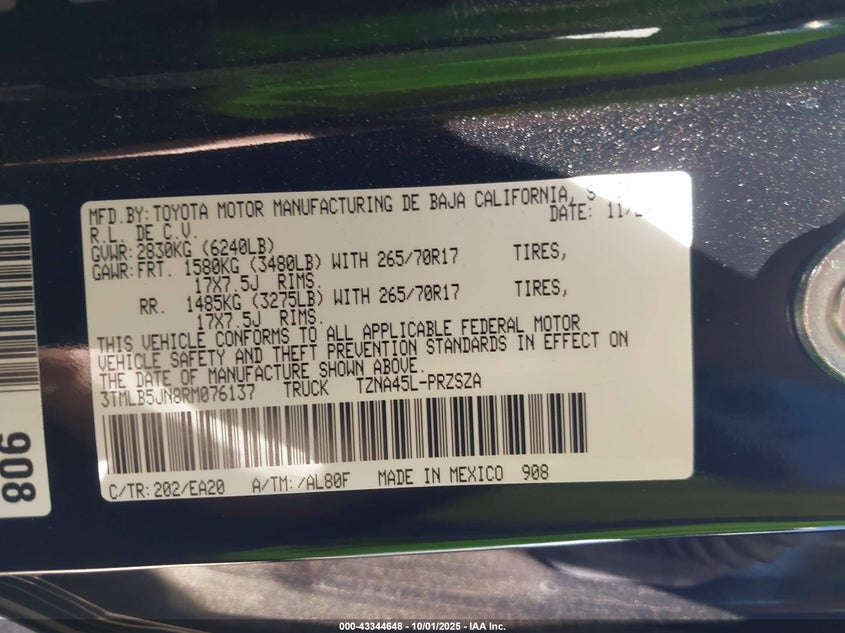 MFD.BY:TOYOTA MOTOR MANUFACTURING DE BAJA CALIFORNIA, S
R.L. DE C.V. DATE: 11/2
GVWR:2830KG (6240LB)
GAWR:FRT. 1580KG (3480LB) WITH 265/70R17 TIRES,
17X7.5J RIMS.
RR. 1485KG (3275LB) WITH 265/70R17 TIRES,
17X7.5J RIMS.
THIS VEHICLE CONFORMS TO ALL APPLICABLE FEDERAL MOTOR
VEHICLE SAFETY AND THEFT PREVENTION STANDARDS IN EFFECT ON
THE DATE OF MANUFACTURE SHOWN ABOVE.
3TMLB5JN8RM076137 TRUCK TZNA45L-PRZSZA
C/TR:202/EA20 A/TM:/AL80F MADE IN MEXICO 908
908
000-43344648 - 10/01/2025 - IAA Inc.